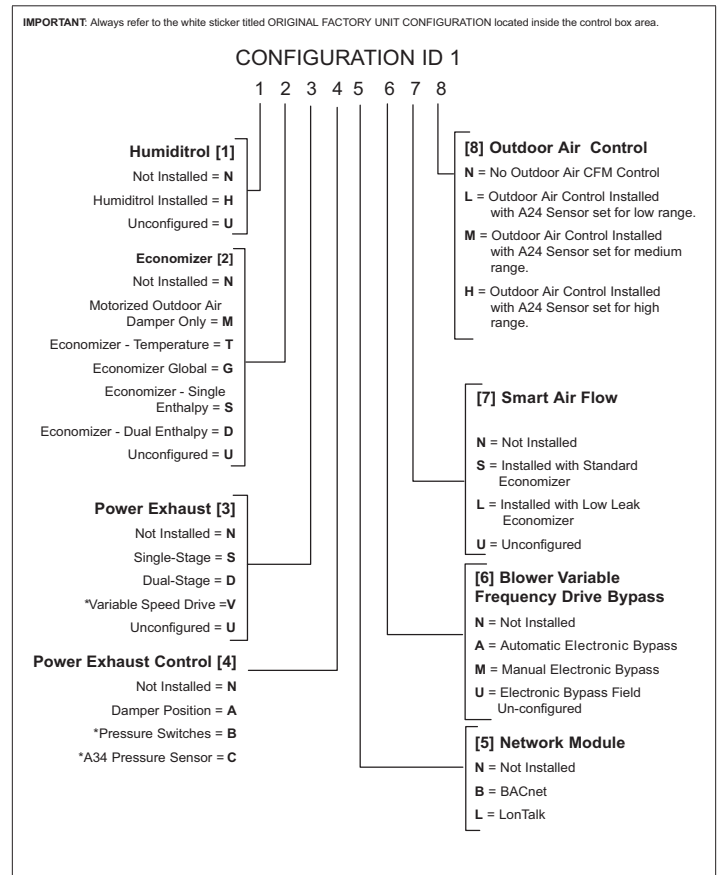 IMPORTANT: Always refer to the white sticker titled ORIGINAL FACTORY UNIT CONFIGURATION located inside the control box area.
CONFIGURATION ID 1
1 2 3 4 5 6 7 8
Humiditrol [1]
Not Installed = N
Humiditrol Installed = H
Unconfigured = U
Economizer [2]
Not Installed = N
Motorized Outdoor Air
Damper Only = M
Economizer - Temperature = T
Economizer Global = G
Economizer - Single
Enthalpy = S
Economizer - Dual Enthalpy = D
Unconfigured = U
Power Exhaust [3]
Not Installed = N
Single-Stage = S
Dual-Stage = D
*Variable Speed Drive =V
Unconfigured = U
Power Exhaust Control [4]
Not Installed = N
Damper Position = A
*Pressure Switches = B
*A34 Pressure Sensor = C
[8] Outdoor Air Control
N = No Outdoor Air CFM Control
L = Outdoor Air Control Installed
with A24 Sensor set for low range.
M = Outdoor Air Control Installed
with A24 Sensor set for medium
range.
H = Outdoor Air Control Installed
with A24 Sensor set for high
range.
[7] Smart Air Flow
N = Not Installed
S = Installed with Standard
Economizer
L = Installed with Low Leak
Economizer
U = Unconfigured
[6] Blower Variable
Frequency Drive Bypass
N = Not Installed
A = Automatic Electronic Bypass
M = Manual Electronic Bypass
U = Electronic Bypass Field
Un-configured
[5] Network Module
N = Not Installed
B = BACnet
L = LonTalk